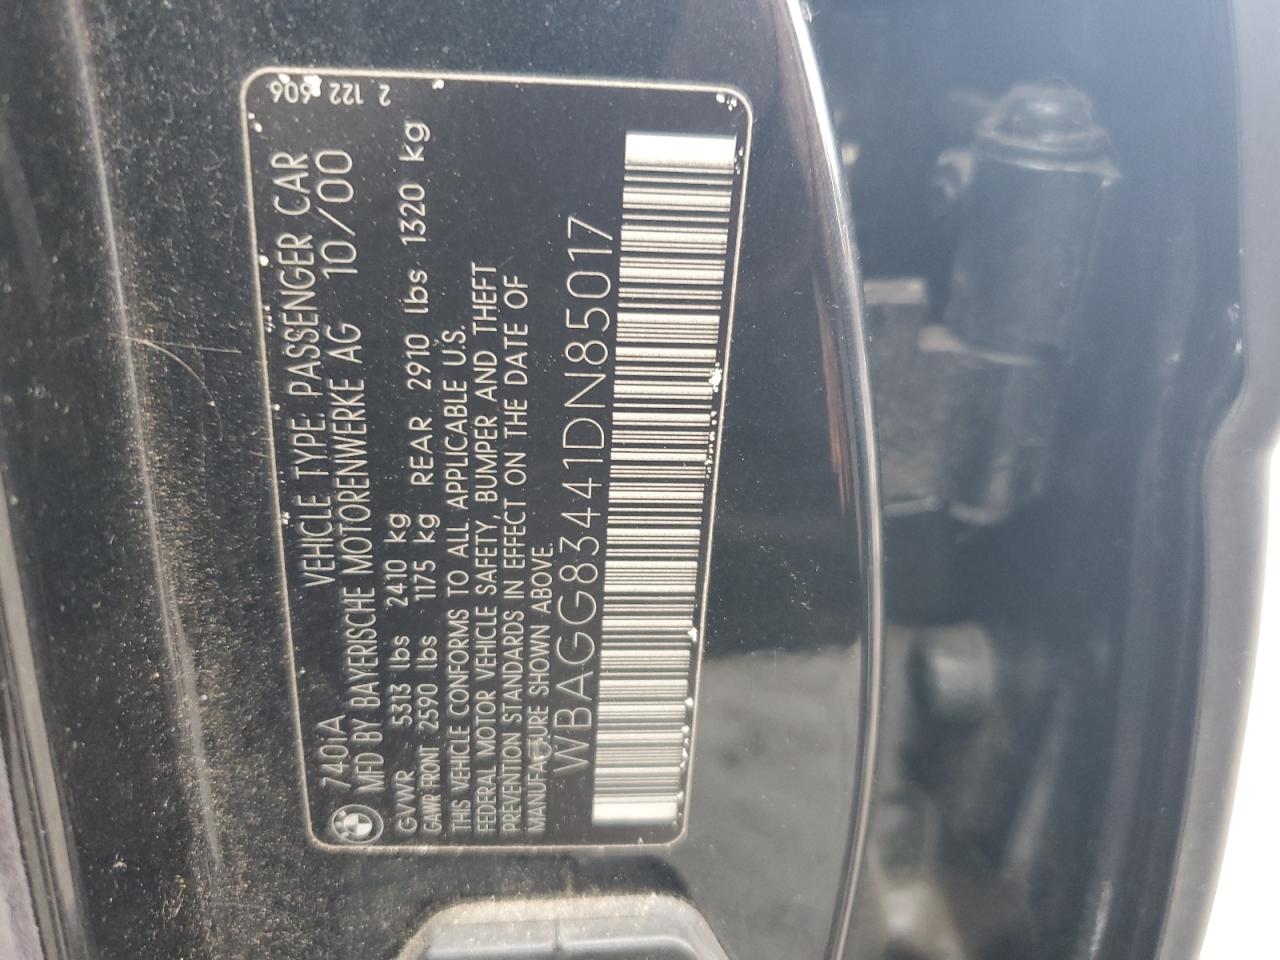 740IA VEHICLE TYPE: PASSENGER CAR
MFD BY BAYERISCHE MOTORENWERKE AG 10/00
GVWR 5313 lbs 2410 kg
GAWR FRONT 2590 lbs 1175 kg REAR 2910 lbs 1320 kg
THIS VEHICLE CONFORMS TO ALL APPLICABLE U.S.
FEDERAL MOTOR VEHICLE SAFETY, BUMPER AND THEFT
PREVENTION STANDARDS IN EFFECT ON THE DATE OF
MANUFACTURE SHOWN ABOVE.
WBAGG83441DN85017
2 122 606